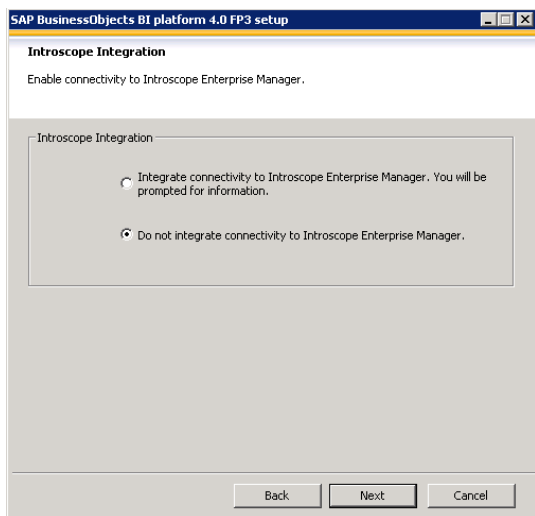 SAP BusinessObjects BI platform 4.0 FP3 setup
Introscope Integration
Enable connectivity to Introscope Enterprise Manager.
Introscope Integration
Integrate connectivity to Introscope Enterprise Manager. You will be
prompted for information.
Do not integrate connectivity to Introscope Enterprise Manager.
Back Next Cancel